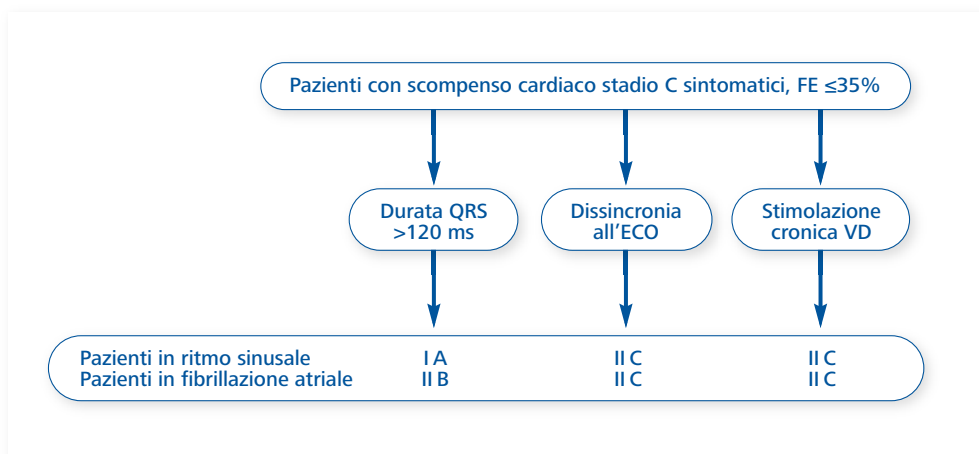 Pazienti con scompenso cardiaco stadio C sintomatici, FE ≤35%
Durata QRS
>120 ms
Dissincronia
all'ECO
Stimolazione
cronica VD
Pazienti in ritmo sinusale I A II C II C
Pazienti in fibrillazione atriale II B II C II C